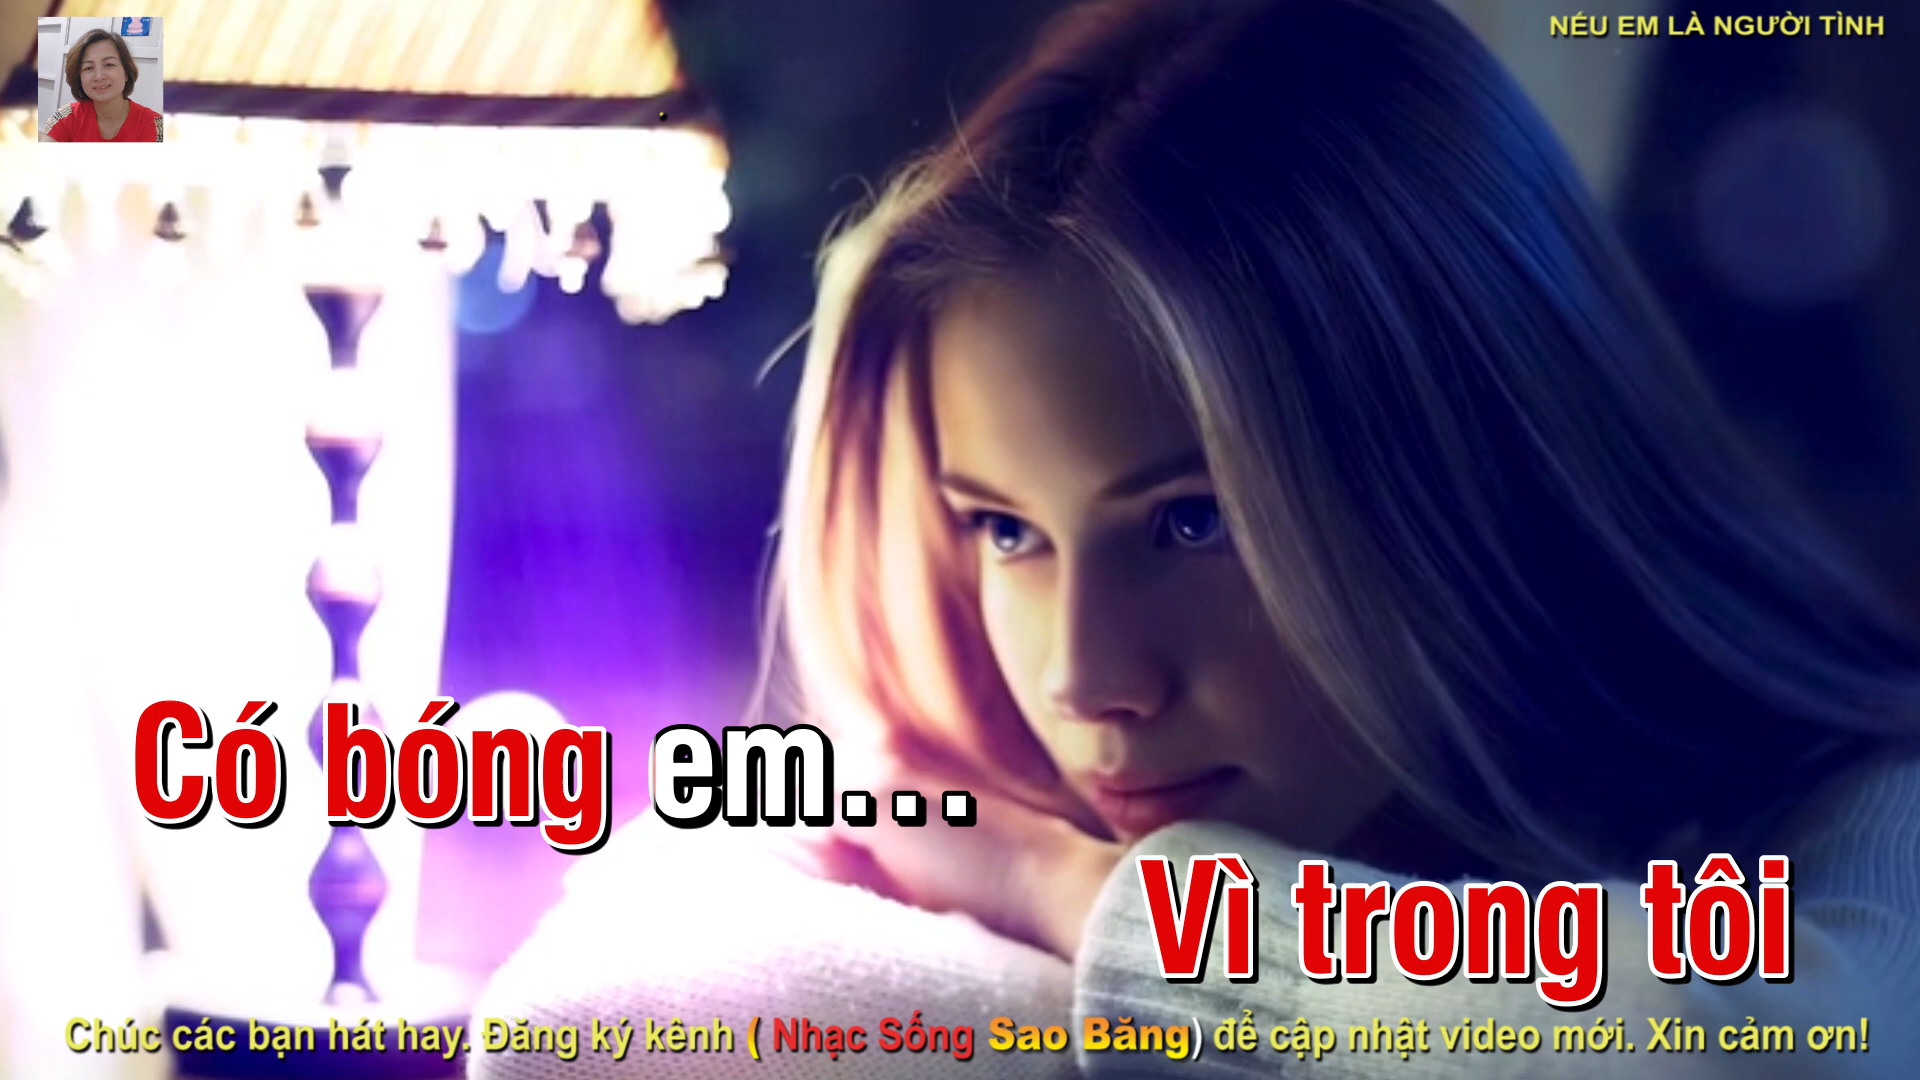 NẾU EM LÀ NGƯỜI TÌNH
Có bóng em...
Vì trong tôi
Chúc các bạn hát hay. Đăng ký kênh ( Nhạc Sống Sao Băng) để cập nhật video mới. Xin cảm ơn!